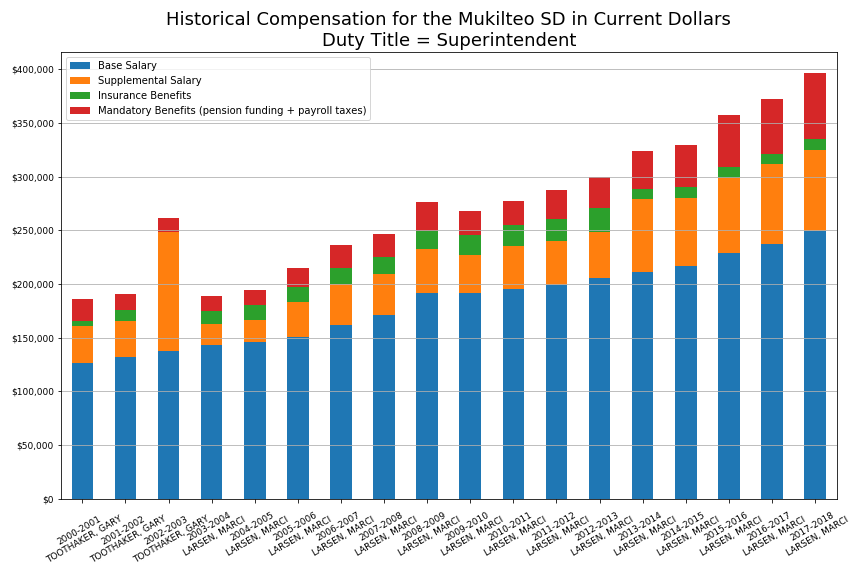 Historical Compensation for the Mukilteo SD in Current Dollars
Duty Title = Superintendent
Base Salary
Supplemental Salary
Insurance Benefits
Mandatory Benefits (pension funding + payroll taxes)
$400,000
$350,000
$300,000
$250,000
$200,000
$150,000
$100,000
$50,000
$0
2000-2001
TOOTHAKER, GARY
2001-2002
TOOTHAKER, GARY
2002-2003
TOOTHAKER, GARY
2003-2004
LARSEN, MARCI
2004-2005
LARSEN, MARCI
2005-2006
LARSEN, MARCI
2006-2007
LARSEN, MARCI
2007-2008
LARSEN, MARCI
2008-2009
LARSEN, MARCI
2009-2010
LARSEN, MARCI
2010-2011
LARSEN, MARCI
2011-2012
LARSEN, MARCI
2012-2013
LARSEN, MARCI
2013-2014
LARSEN, MARCI
2014-2015
LARSEN, MARCI
2015-2016
LARSEN, MARCI
2016-2017
LARSEN, MARCI
2017-2018
LARSEN, MARCI